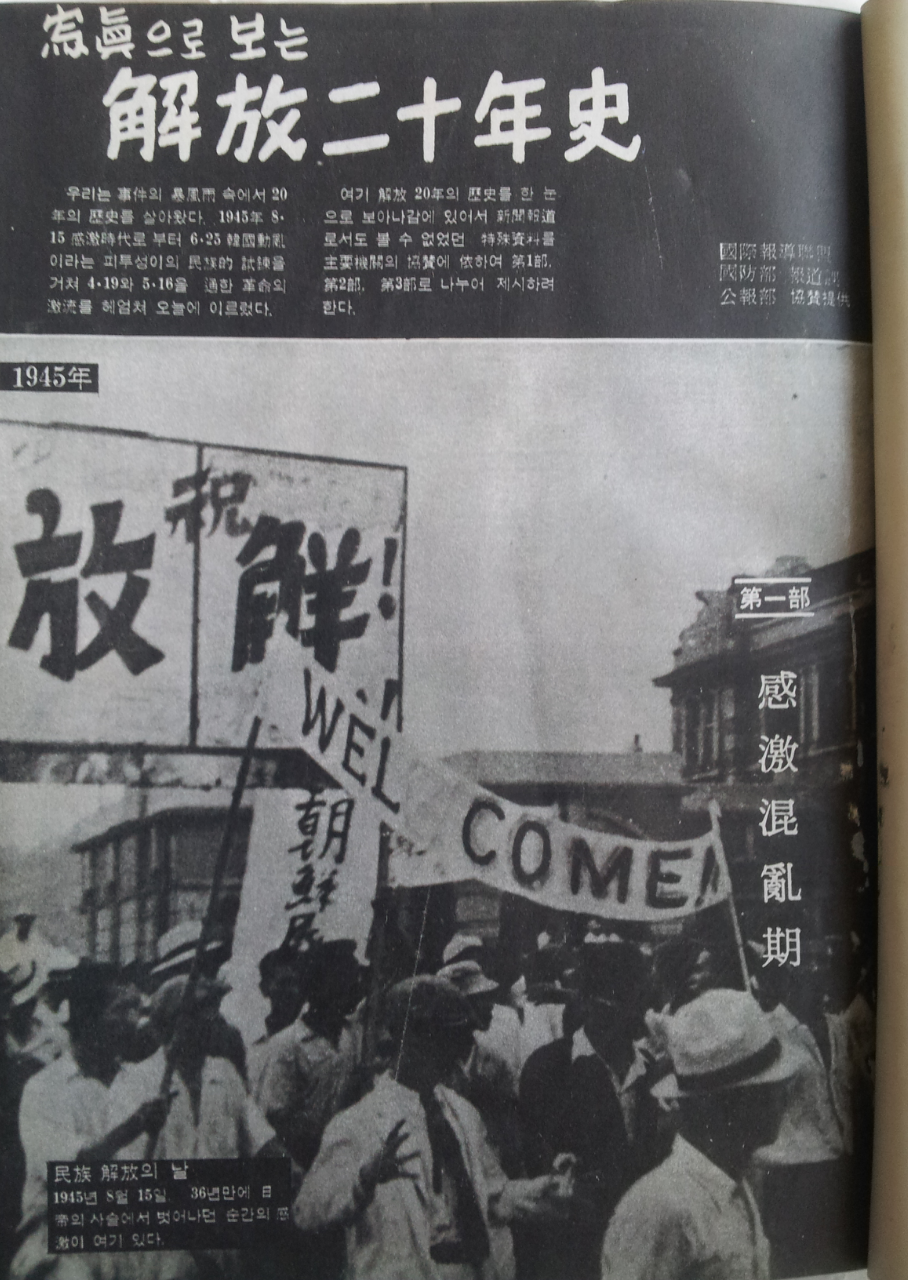 寫眞으로 보는
解放二十年史
우리는 事件의 暴風雨 속에서 20
年의 歷史를 살아왔다. 1945年 8·
15 感激時代로 부터 6·25 韓國動亂
이라는 피투성이의 民族的 試鍊을
거쳐 4·19와 5·16을 通한 革命의
激流를 헤엄쳐 오늘에 이르렀다.
여기 解放 20年의 歷史를 한 눈
으로 보아나감에 있어서 新聞報道
로서도 볼 수 없었던 特殊資料를
主要機關의 協贊에 依하여 第1部,
第2部, 第3部로 나누어 제시하려
한다.
國際報導聯盟
國防部 報道課
公報部 協贊提供
1945年
放
祝
解!
WELCOME!
朝鮮
第一部
感激混亂期
民族 解放의 날
1945년 8월 15일 36년만에 日
帝의 사슬에서 벗어나던 순간의 感
激이 여기 있다.